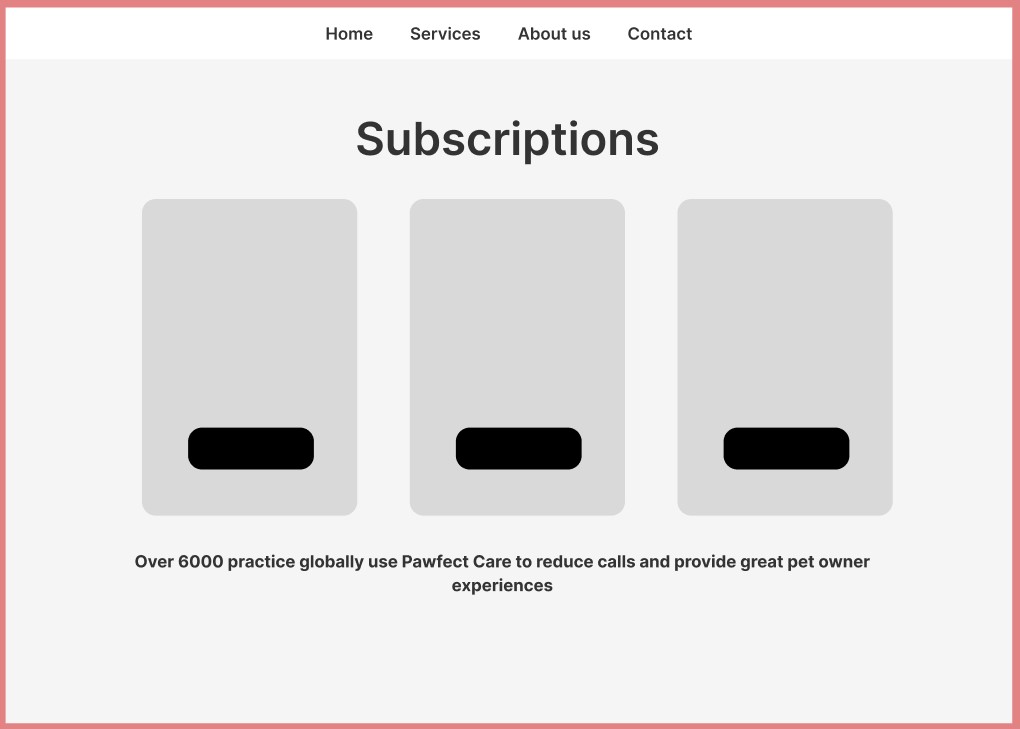 Home Services About us Contact
Subscriptions
Over 6000 practice globally use Pawfect Care to reduce calls and provide great pet owner
experiences